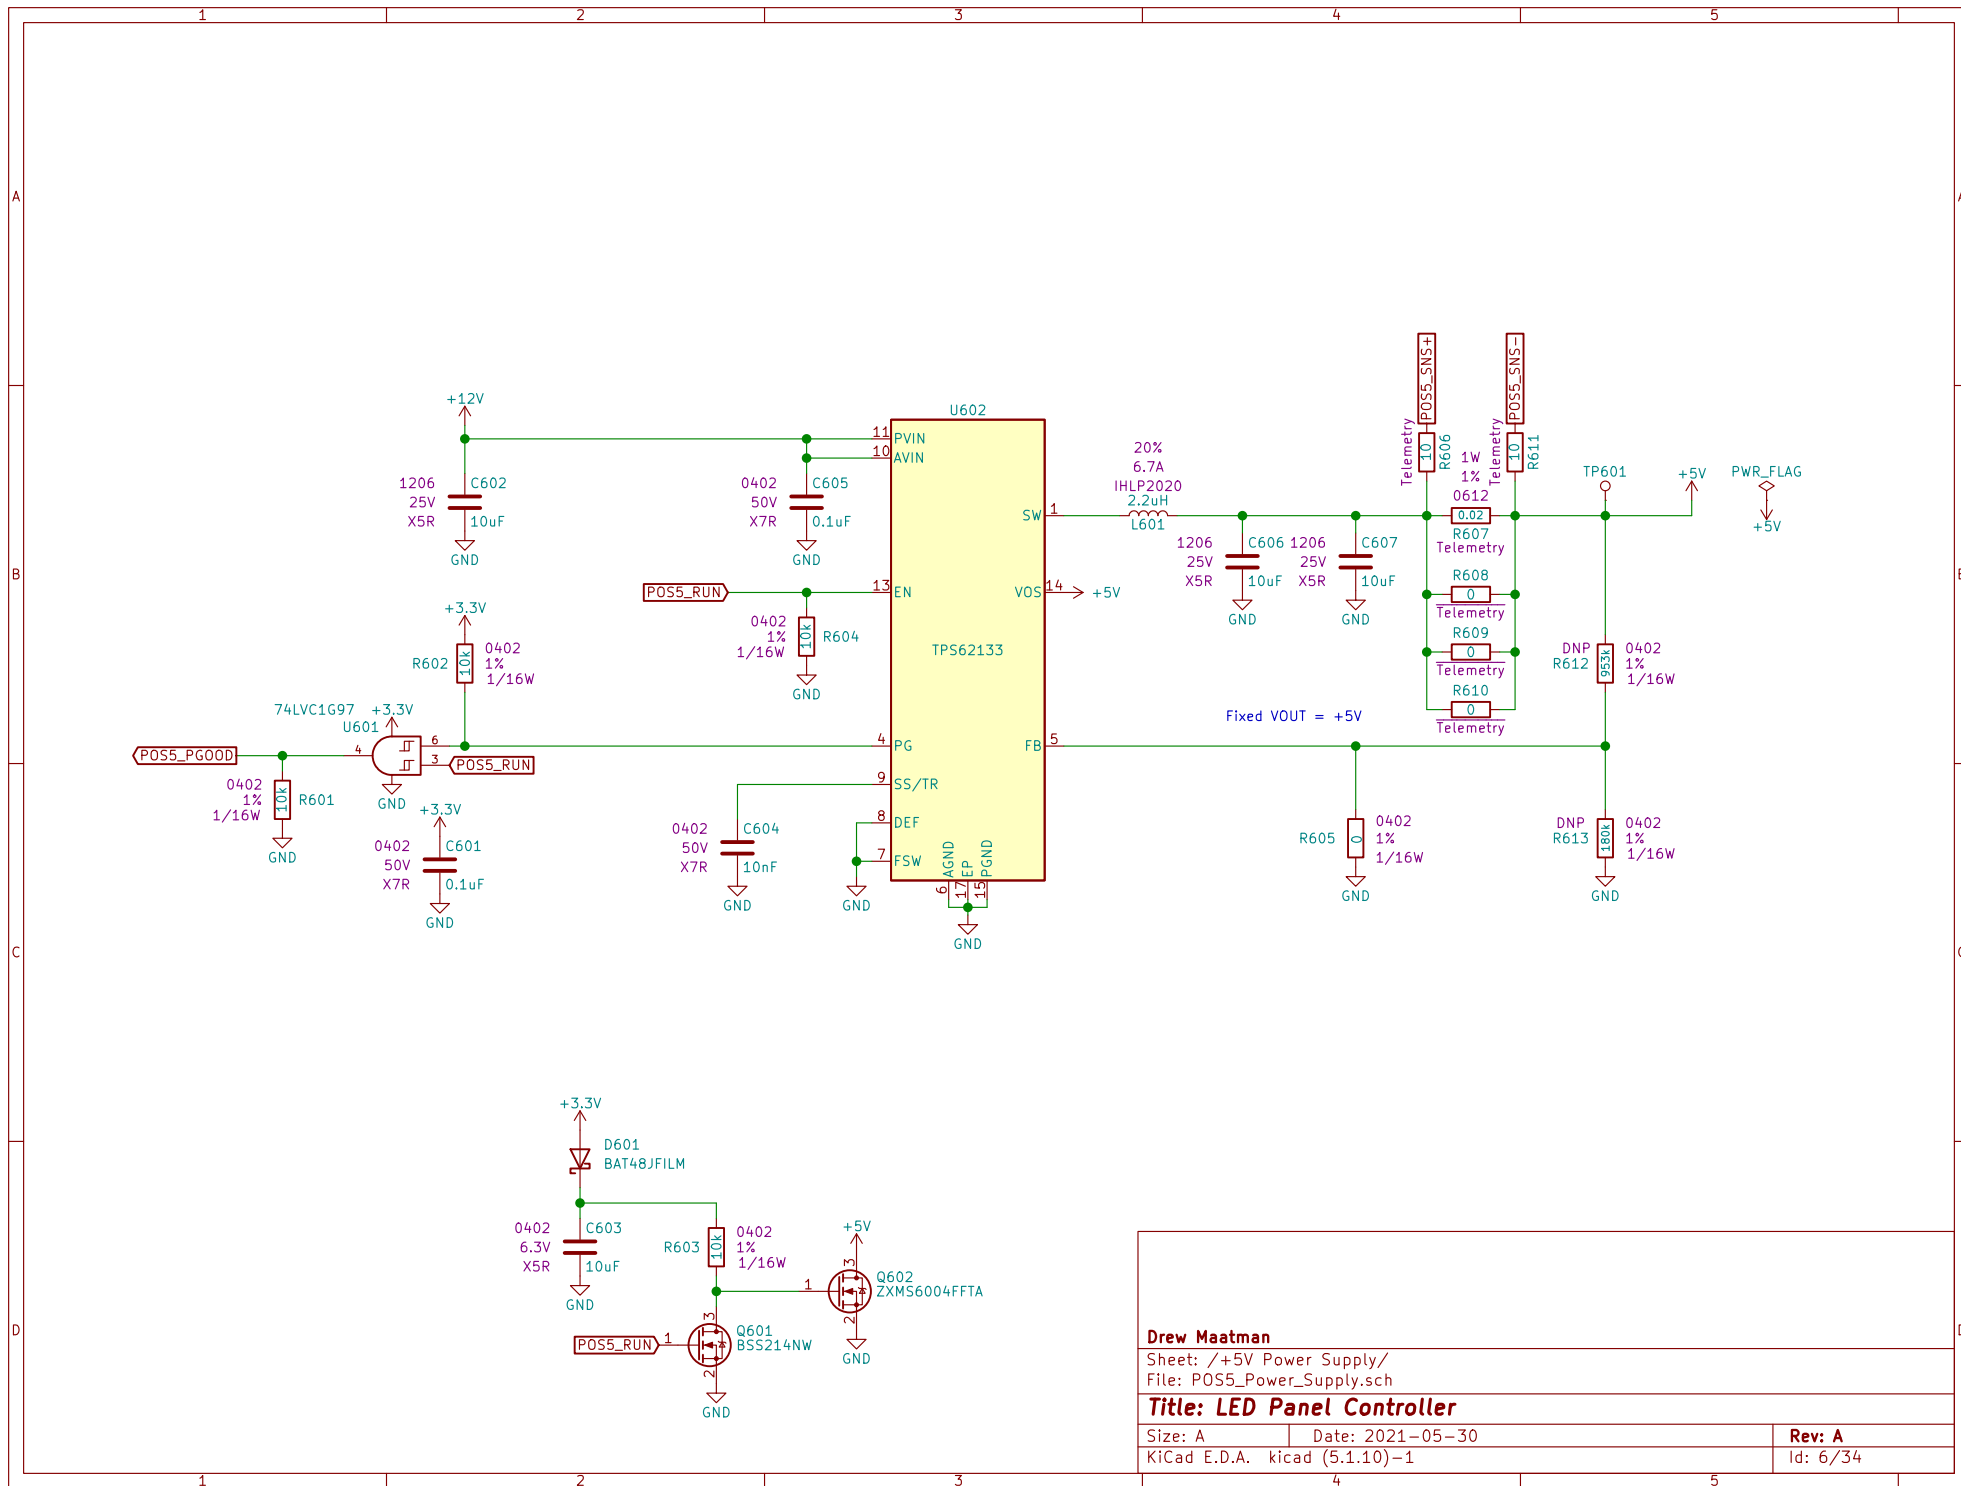 1 2 3 4 5
A
B
C
D
POS5_SNS+
POS5_SNS-
Telemetry
10
R606
Telemetry
10
R611
1W
1%
0612
0.02
R607
Telemetry
R608
0
Telemetry
R609
0
Telemetry
R610
0
Telemetry
TP601
+5V
PWR_FLAG
+5V
+12V
1206
25V
X5R
C602
10uF
GND
0402
50V
X7R
C605
0.1uF
GND
U602
11 PVIN
10 AVIN
13 EN
4 PG
9 SS/TR
8 DEF
7 FSW
TPS62133
SW 1
VOS 14
+5V
FB 5
AGND
EP
PGND
6
17
15
GND
20%
6.7A
IHLP2020
2.2uH
L601
1206
25V
X5R
C606
10uF
GND
1206
25V
X5R
C607
10uF
GND
POS5_RUN
0402
1%
1/16W
10k
R604
GND
+3.3V
R602
10k
0402
1%
1/16W
74LVC1G97
+3.3V
U601
POS5_PGOOD
4
6
3
POS5_RUN
GND
0402
1%
1/16W
10k
R601
GND
+3.3V
0402
50V
X7R
C601
0.1uF
GND
0402
50V
X7R
C604
10nF
GND
GND
Fixed VOUT = +5V
DNP
R612
953k
0402
1%
1/16W
R605
0
0402
1%
1/16W
GND
DNP
R613
180k
0402
1%
1/16W
GND
+3.3V
D601
BAT48JFILM
0402
6.3V
X5R
C603
10uF
GND
R603
10k
0402
1%
1/16W
+5V
3
1
2
Q602
ZXMS6004FFTA
GND
POS5_RUN
1
3
2
Q601
BSS214NW
GND
Drew Maatman
Sheet: /+5V Power Supply/
File: POS5_Power_Supply.sch
Title: LED Panel Controller
Size: A Date: 2021-05-30 Rev: A
KiCad E.D.A. kicad (5.1.10)-1 Id: 6/34
1 2 3 4 5